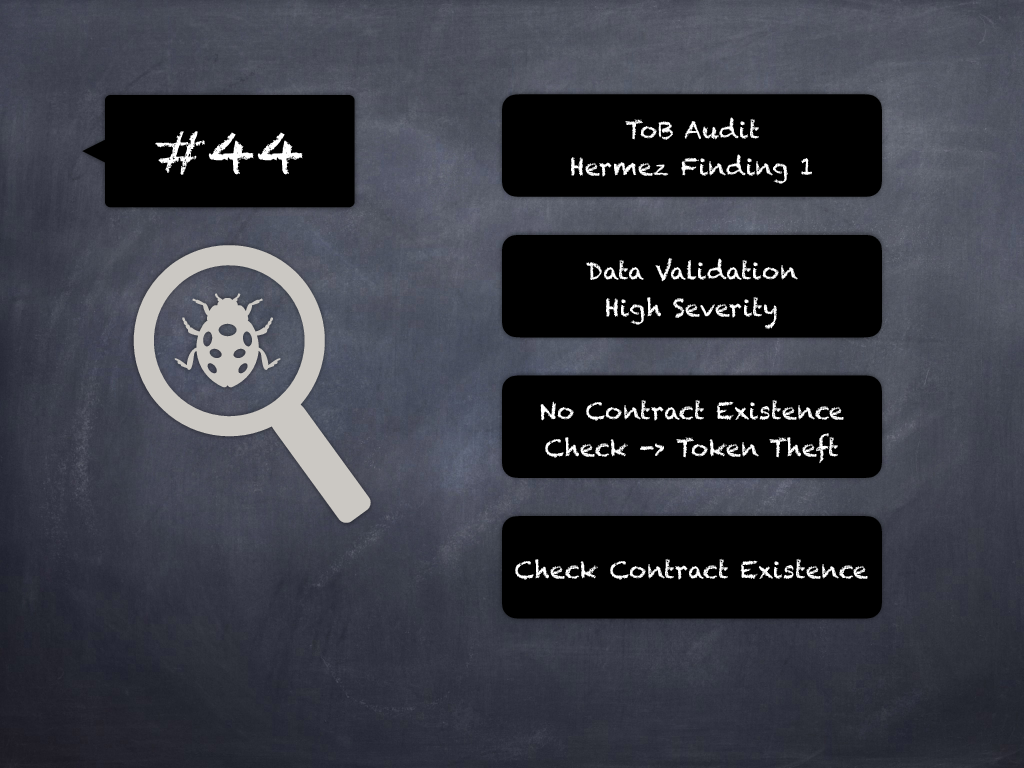 #44
ToB Audit
Hermez Finding 1
Data Validation
High Severity
No Contract Existence
Check -> Token Theft
Check Contract Existence